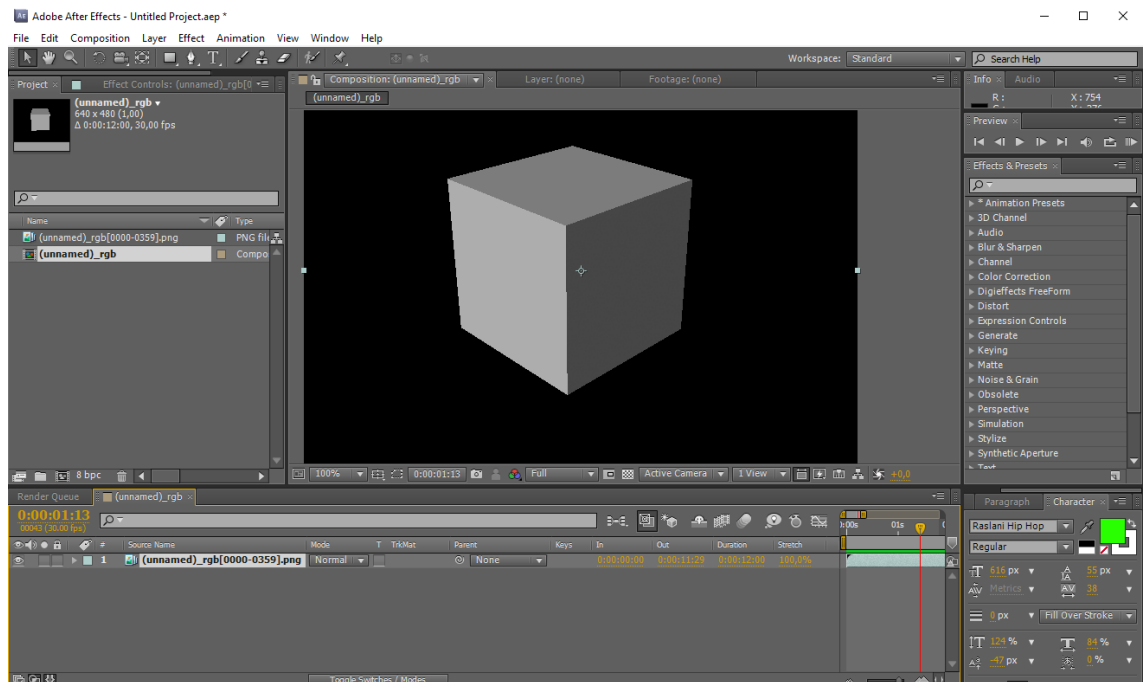 Ae Adobe After Effects - Untitled Project.aep *
File Edit Composition Layer Effect Animation View Window Help
Workspace: Standard Search Help
Project × Effect Controls: (unnamed)_rgb[0
(unnamed)_rgb
640 x 480 (1,00)
Δ 0:00:12:00, 30,00 fps
Name Type
(unnamed)_rgb[0000-0359].png PNG fil
(unnamed)_rgb Compo
8 bpc
Composition: (unnamed)_rgb × Layer: (none) Footage: (none)
(unnamed)_rgb
100% 0:00:01:13 Full Active Camera 1 View +0,0
Info × Audio
R : X : 754
Preview ×
Effects & Presets ×
* Animation Presets
3D Channel
Audio
Blur & Sharpen
Channel
Color Correction
Digieffects FreeForm
Distort
Expression Controls
Generate
Keying
Matte
Noise & Grain
Obsolete
Perspective
Simulation
Stylize
Synthetic Aperture
Text
Render Queue (unnamed)_rgb ×
0:00:01:13
00043 (30.00 fps)
):00s 01s
# Source Name Mode T TrkMat Parent Keys In Out Duration Stretch
1 (unnamed)_rgb[0000-0359].png Normal None 0:00:00:00 0:00:11:29 0:00:12:00 100,0%
Toggle Switches / Modes
Paragraph Character ×
Raslani Hip Hop
Regular
616 px 55 px
Metrics 38
0 px Fill Over Stroke
124 % 84 %
-47 px 0 %